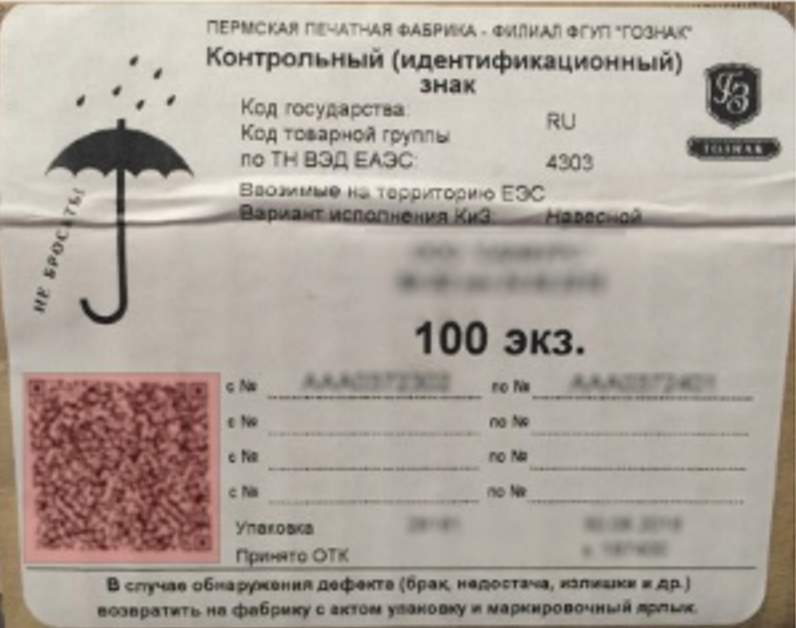 ПЕРМСКАЯ ПЕЧАТНАЯ ФАБРИКА - ФИЛИАЛ ФГУП "ГОЗНАК"
Контрольный (идентификационный)
знак
Код государства: RU
Код товарной группы
по ТН ВЭД ЕАЭС: 4303
Ввозимые на территорию ЕЭС
Вариант исполнения КиЗ: Навесной
НЕ БРОСАТЬ!
ГЗ
ГОЗНАК
100 экз.
с № по №
с № по №
с № по №
с № по №
Упаковка
Принято ОТК
В случае обнаружения дефекта (брак, недостача, излишки и др.)
возвратить на фабрику с актом упаковку и маркировочный ярлык.